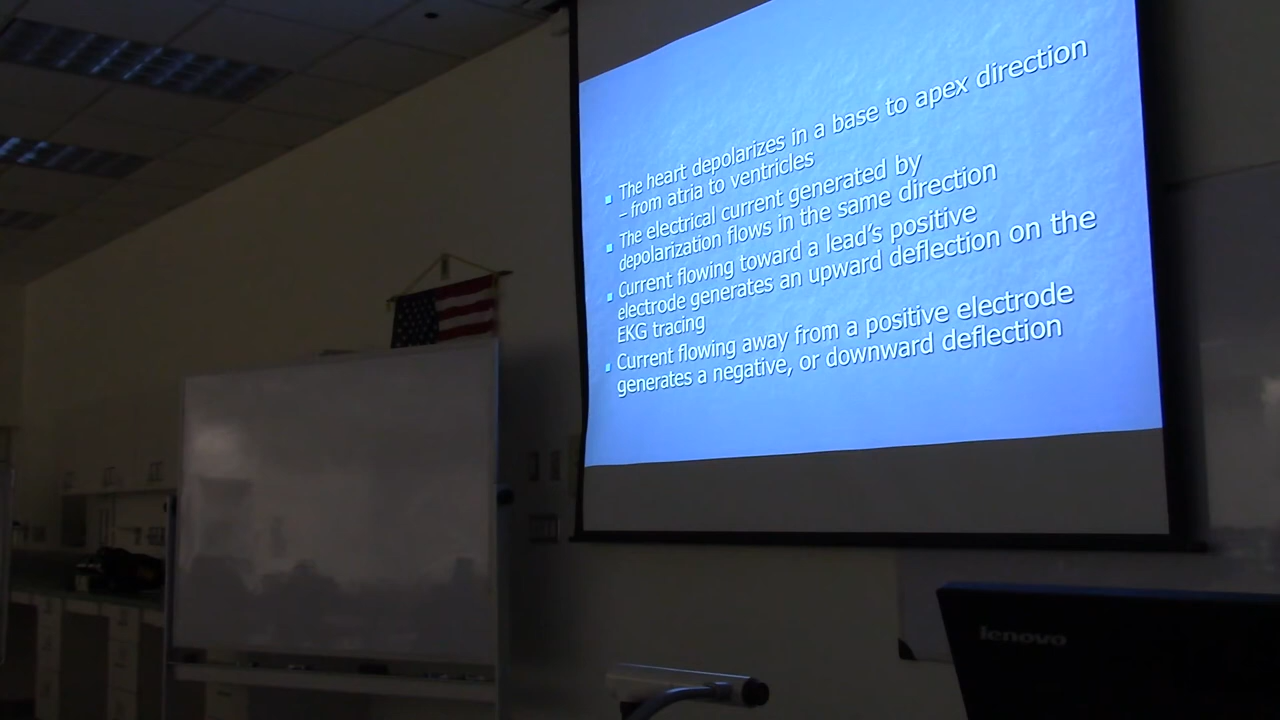 The heart depolarizes in a base to apex direction
– from atria to ventricles
The electrical current generated by
depolarization flows in the same direction
Current flowing toward a lead's positive
electrode generates an upward deflection on the
EKG tracing
Current flowing away from a positive electrode
generates a negative, or downward deflection
lenovo